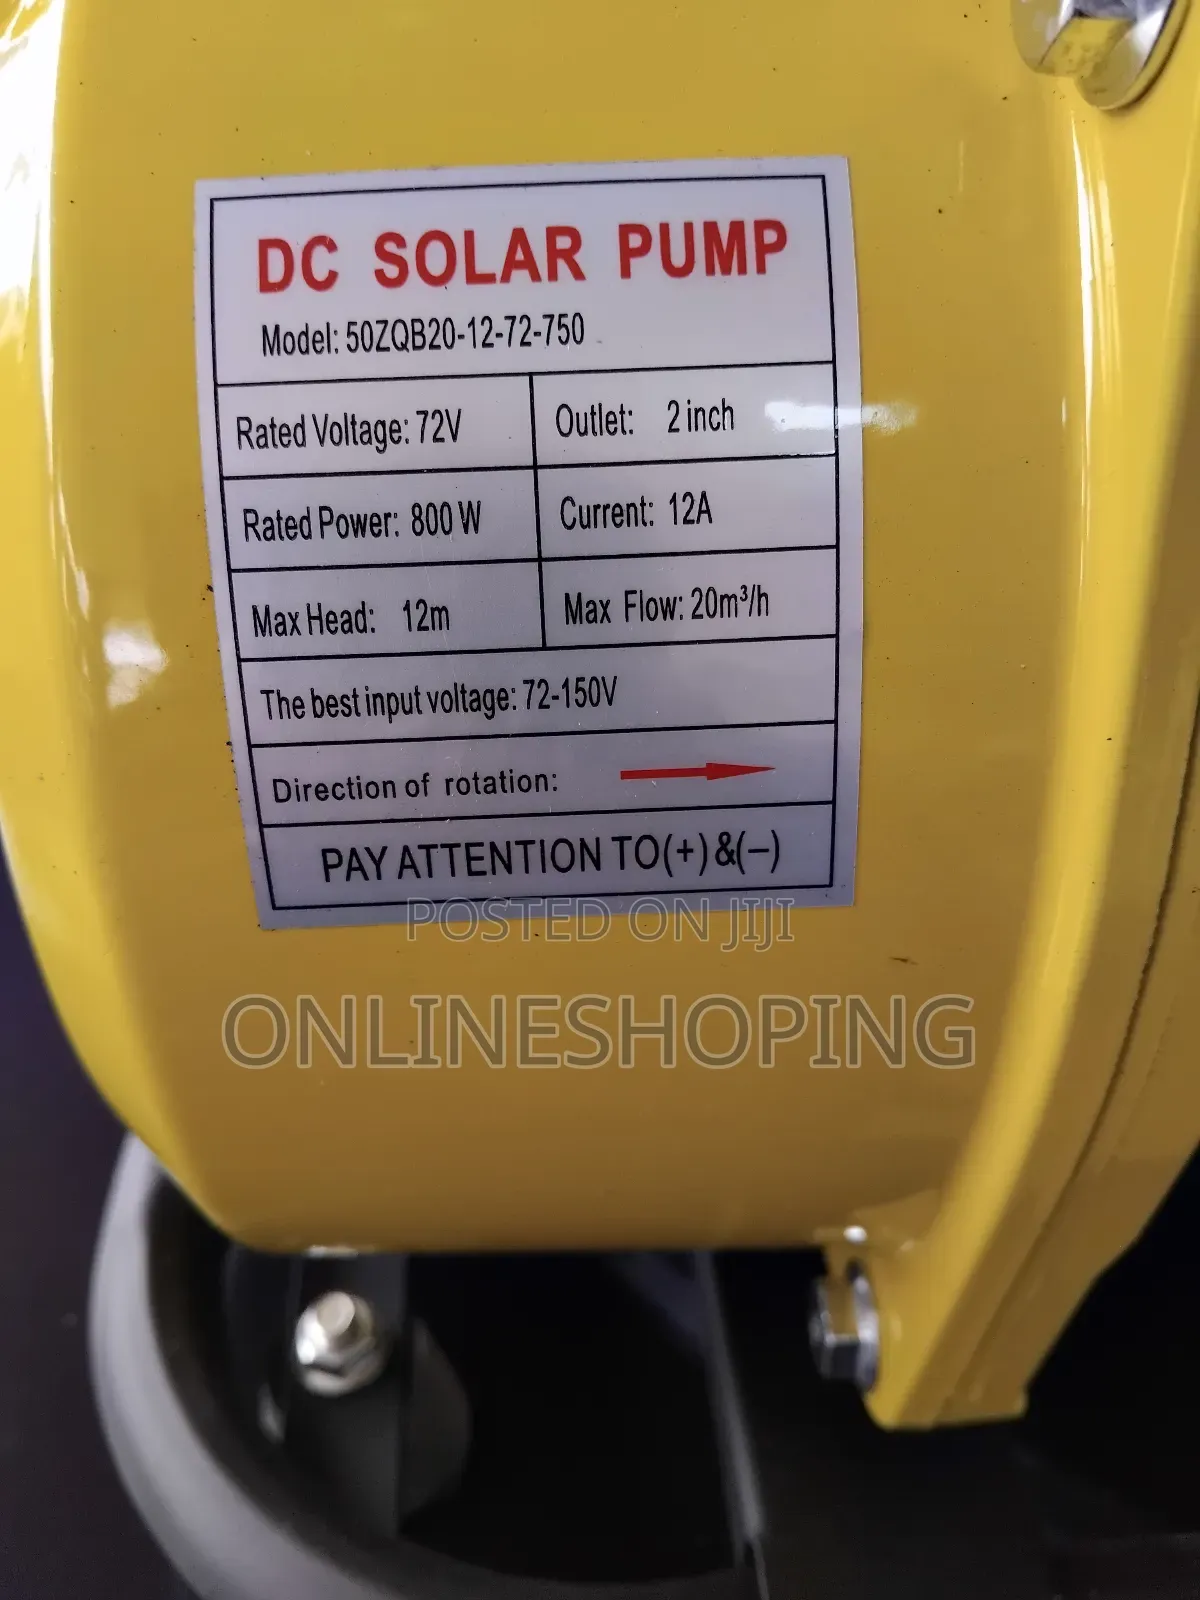 DC SOLAR PUMP
Model: 50ZQB20-12-72-750
Rated Voltage: 72V
Outlet: 2 inch
Rated Power: 800 W
Current: 12A
Max Head: 12m
Max Flow: 20m³/h
The best input voltage: 72-150V
Direction of rotation:
PAY ATTENTION TO(+)&(–)
POSTED ON JIJI
ONLINESHOPING